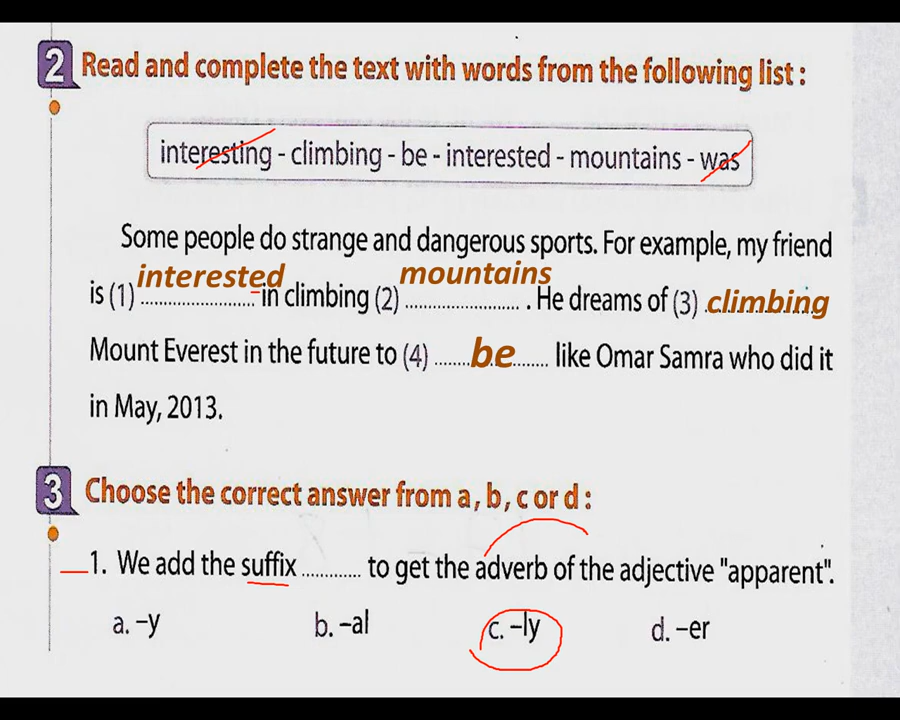 2 Read and complete the text with words from the following list :
interesting - climbing - be - interested - mountains - was
Some people do strange and dangerous sports. For example, my friend
is (1) interested in climbing (2) mountains . He dreams of (3) climbing
Mount Everest in the future to (4) ....... be ....... like Omar Samra who did it
in May, 2013.
3 Choose the correct answer from a, b, c or d :
1. We add the suffix ............ to get the adverb of the adjective "apparent".
a. -y b. -al c. -ly d. -er